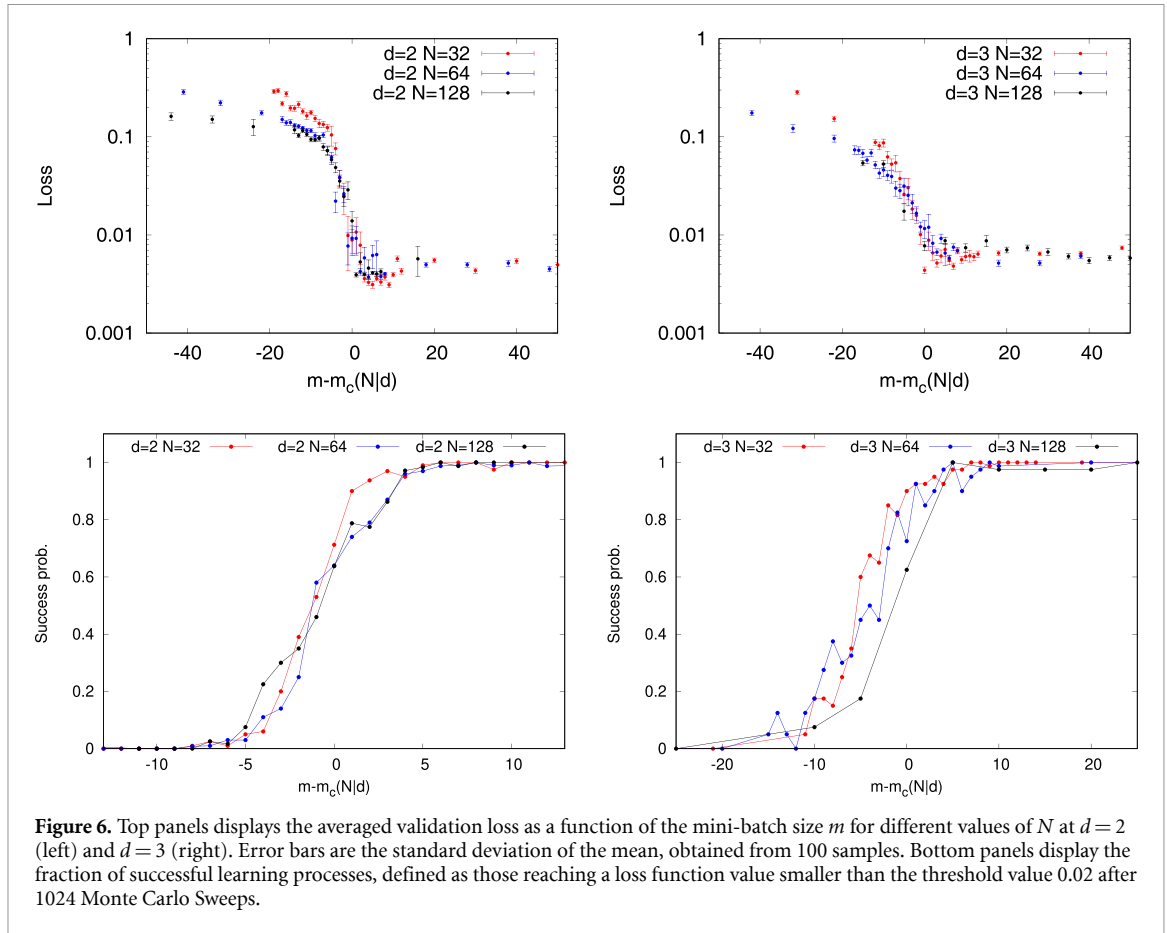 1
0.1
0.01
0.001
Loss
-40
-20
0
20
40
m-mc(N|d)
d=2 N=32
d=2 N=64
d=2 N=128
1
0.1
0.01
0.001
Loss
-40
-20
0
20
40
m-mc(N|d)
d=3 N=32
d=3 N=64
d=3 N=128
d=2 N=32 d=2 N=64 d=2 N=128
1
0.8
0.6
0.4
0.2
0
Success prob.
-10
-5
0
5
10
m-mc(N|d)
d=3 N=32 d=3 N=64 d=3 N=128
1
0.8
0.6
0.4
0.2
0
Success prob.
-20
-10
0
10
20
m-mc(N|d)
Figure 6. Top panels displays the averaged validation loss as a function of the mini-batch size m for different values of N at d = 2
(left) and d = 3 (right). Error bars are the standard deviation of the mean, obtained from 100 samples. Bottom panels display the
fraction of successful learning processes, defined as those reaching a loss function value smaller than the threshold value 0.02 after
1024 Monte Carlo Sweeps.